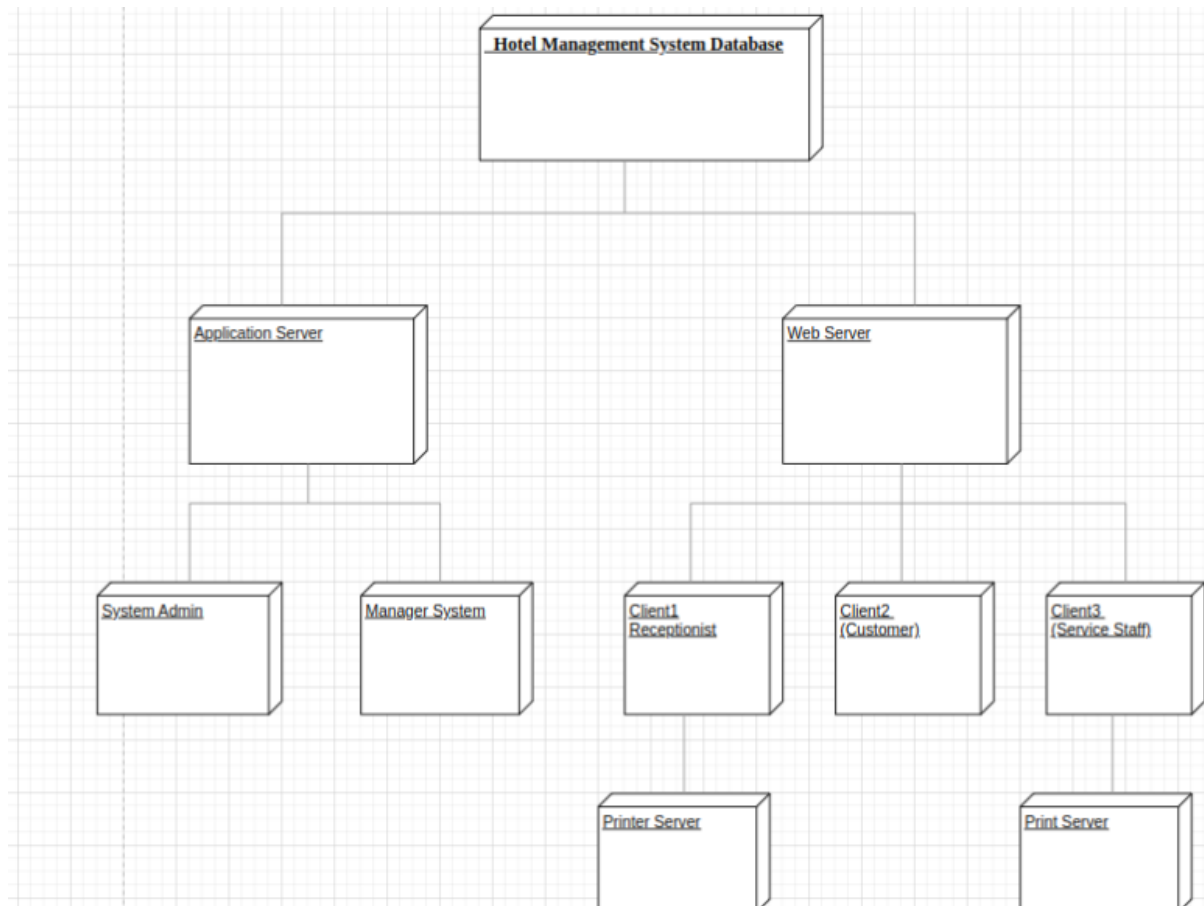 Hotel Management System Database
Application Server
Web Server
System Admin
Manager System
Client1
Receptionist
Client2
(Customer)
Client3
(Service Staff)
Printer Server
Print Server